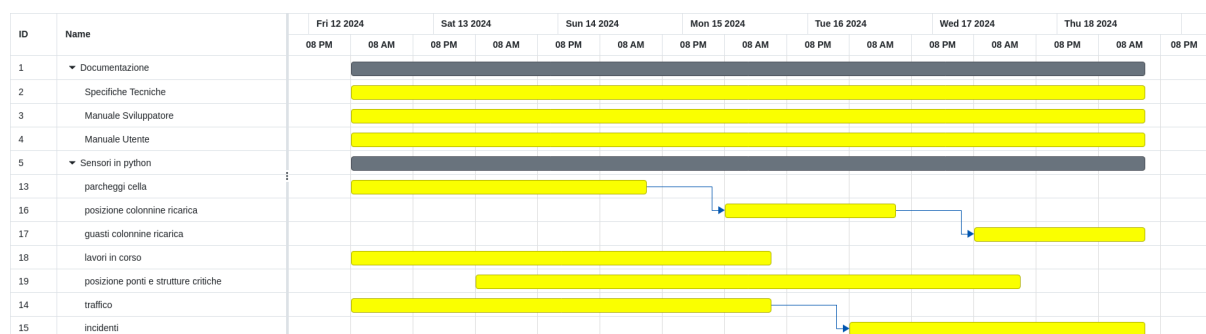 ID Name Fri 12 2024 Sat 13 2024 Sun 14 2024 Mon 15 2024 Tue 16 2024 Wed 17 2024 Thu 18 2024
08 PM 08 AM 08 PM 08 AM 08 PM 08 AM 08 PM 08 AM 08 PM 08 AM 08 PM 08 AM 08 PM 08 AM 08 PM
1 Documentazione
2 Specifiche Tecniche
3 Manuale Sviluppatore
4 Manuale Utente
5 Sensori in python
13 parcheggi cella
16 posizione colonnine ricarica
17 guasti colonnine ricarica
18 lavori in corso
19 posizione ponti e strutture critiche
14 traffico
15 incidenti